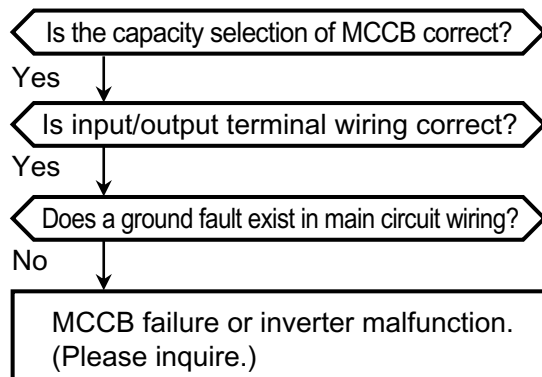 Is the capacity selection of MCCB correct?
Yes
Is input/output terminal wiring correct?
Yes
Does a ground fault exist in main circuit wiring?
No
MCCB failure or inverter malfunction.
(Please inquire.)